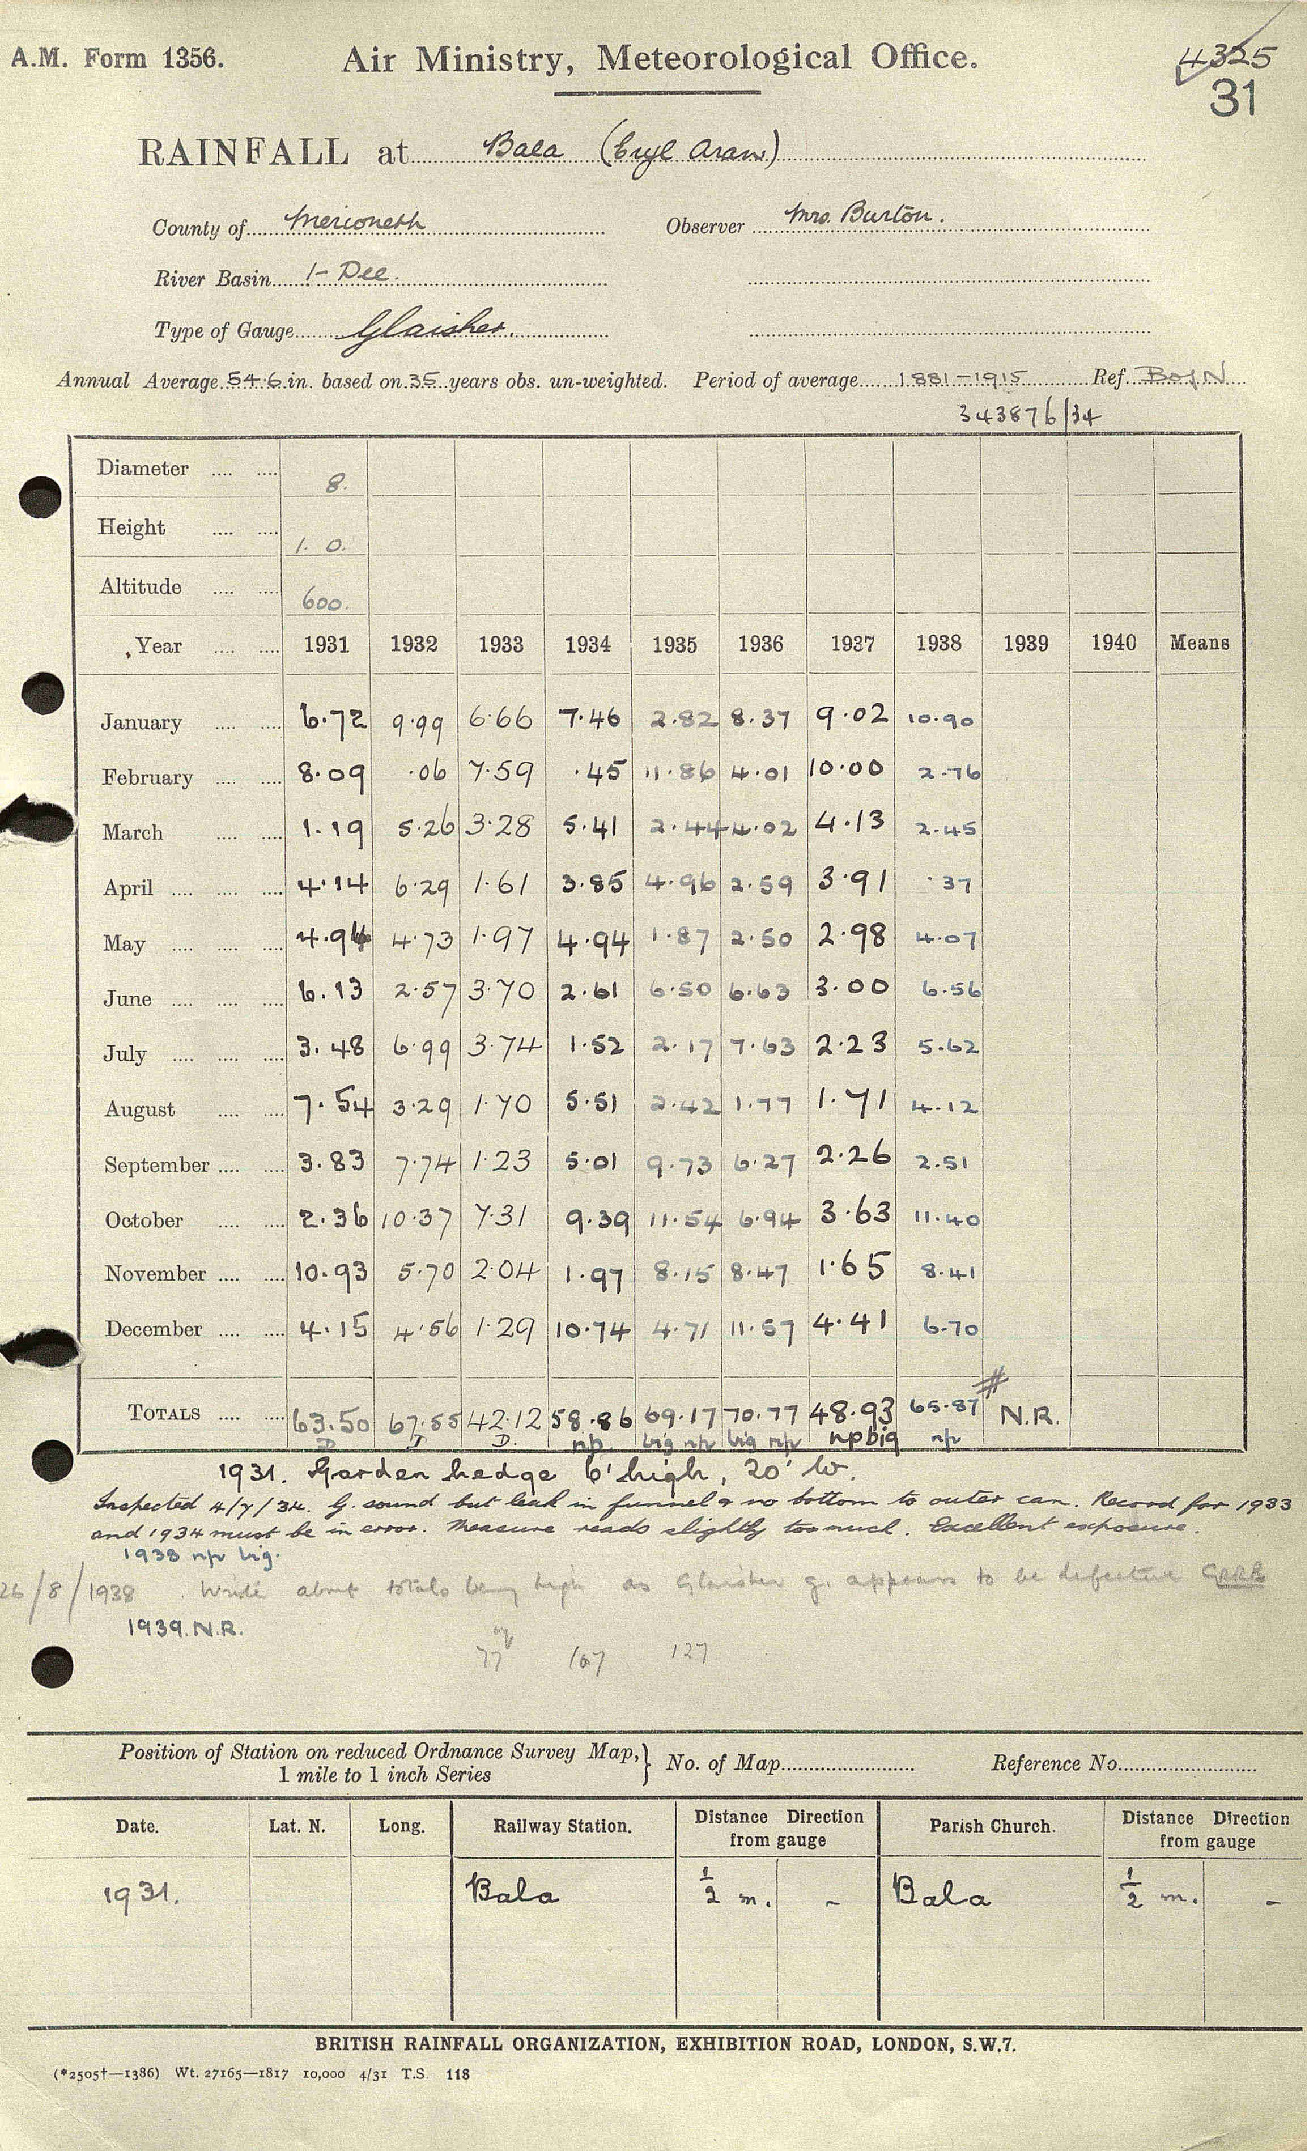 A.M. Form 1356.
Air Ministry, Meteorological Office.
4325
31
RAINFALL at Bala (Eryl Aran)
County of Merioneth Observer Mrs. Burton.
River Basin 1- Dee.
Type of Gauge Glaisher
Annual Average 54.6 in. based on 35 years obs. un-weighted. Period of average 1881-1915 Ref. B of N
343876/34
Diameter .... .... 8.
Height .... .... 1. 0.
Altitude .... .... 600.
Year .... .... 1931 1932 1933 1934 1935 1936 1937 1938 1939 1940 Means
January .... .... 6.72 9.99 6.66 7.46 2.82 8.37 9.02 10.90
February .... .... 8.09 .06 7.59 .45 11.86 4.01 10.00 2.76
March .... .... 1.19 5.26 3.28 5.41 2.44 4.02 4.13 2.45
April .... .... .... 4.14 6.29 1.61 3.85 4.96 2.59 3.91 .37
May .... .... .... 4.94 4.73 1.97 4.94 1.87 2.50 2.98 4.07
June .... .... .... 6.13 2.57 3.70 2.61 6.50 6.63 3.00 6.56
July .... .... .... 3.48 6.99 3.74 1.52 2.17 7.63 2.23 5.62
August .... .... 7.54 3.29 1.70 5.51 2.42 1.77 1.71 4.12
September .... .... 3.83 7.74 1.23 5.01 9.73 6.27 2.26 2.51
October .... .... 2.36 10.37 7.31 9.39 11.54 6.94 3.63 11.40
November .... .... 10.93 5.70 2.04 1.97 8.15 8.47 1.65 8.41
December .... .... 4.15 4.56 1.29 10.74 4.71 11.57 4.41 6.70
#
TOTALS .... .... 63.50 67.55 42.12 58.86 69.17 70.77 48.93 65.87 N.R.
D I D. np. big np big np np big np
1931. Garden hedge 6' high, 20' W.
Inspected 4/7/34. G. sound but leak in funnel & no bottom to outer can. Record for 1933
and 1934 must be in error. Measure reads slightly too much. Excellent exposure.
1938 np big.
26/8/1938 Write about totals being high as Glaisher g. appears to be defective
1939. N.R.
77 167 127
Position of Station on reduced Ordnance Survey Map, } No. of Map Reference No.
1 mile to 1 inch Series
Date. Lat. N. Long. Railway Station. Distance Direction from gauge Parish Church. Distance Direction from gauge
1931. Bala ½ m. - Bala ½ m. -
BRITISH RAINFALL ORGANIZATION, EXHIBITION ROAD, LONDON, S.W.7.
(*2505†—1386) Wt. 27165—1817 10,000 4/31 T.S. 118